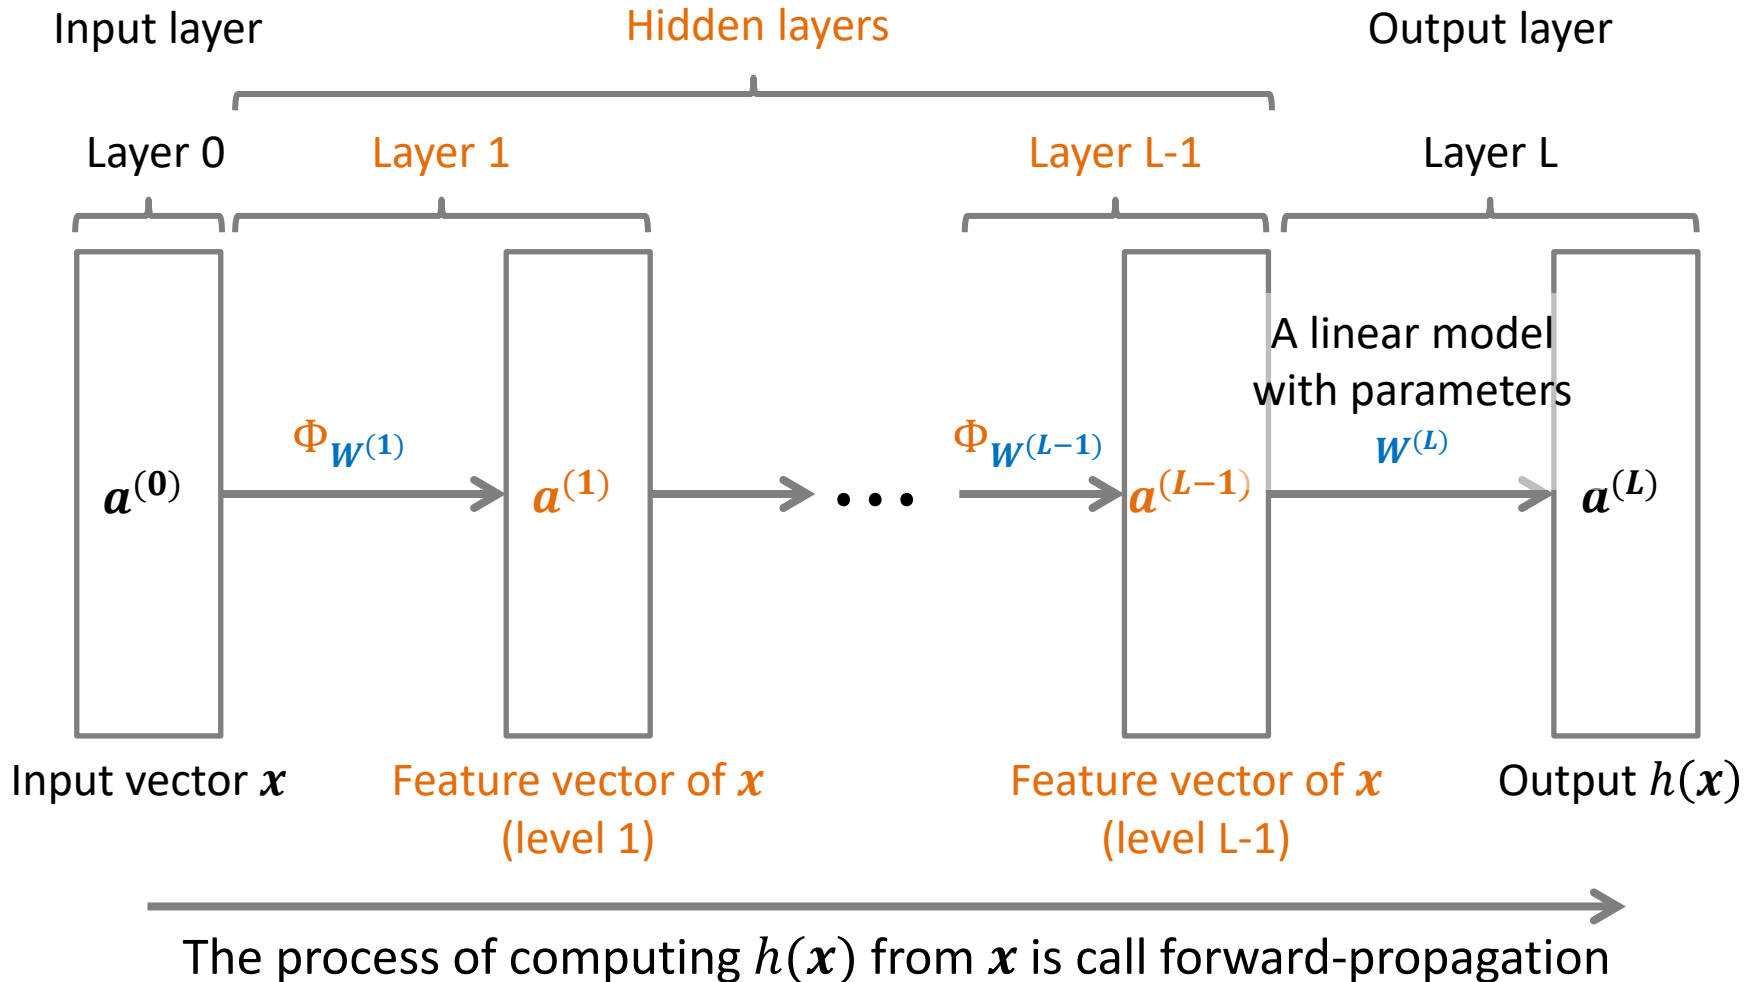 Input layer
Hidden layers
Output layer
Layer 0
Layer 1
Layer L-1
Layer L
A linear model
with parameters
W^(L)
Φ_W^(1)
Φ_W^(L−1)
a^(0)
a^(1)
• • •
a^(L−1)
a^(L)
Input vector x
Feature vector of x
(level 1)
Feature vector of x
(level L-1)
Output h(x)
The process of computing h(x) from x is call forward-propagation